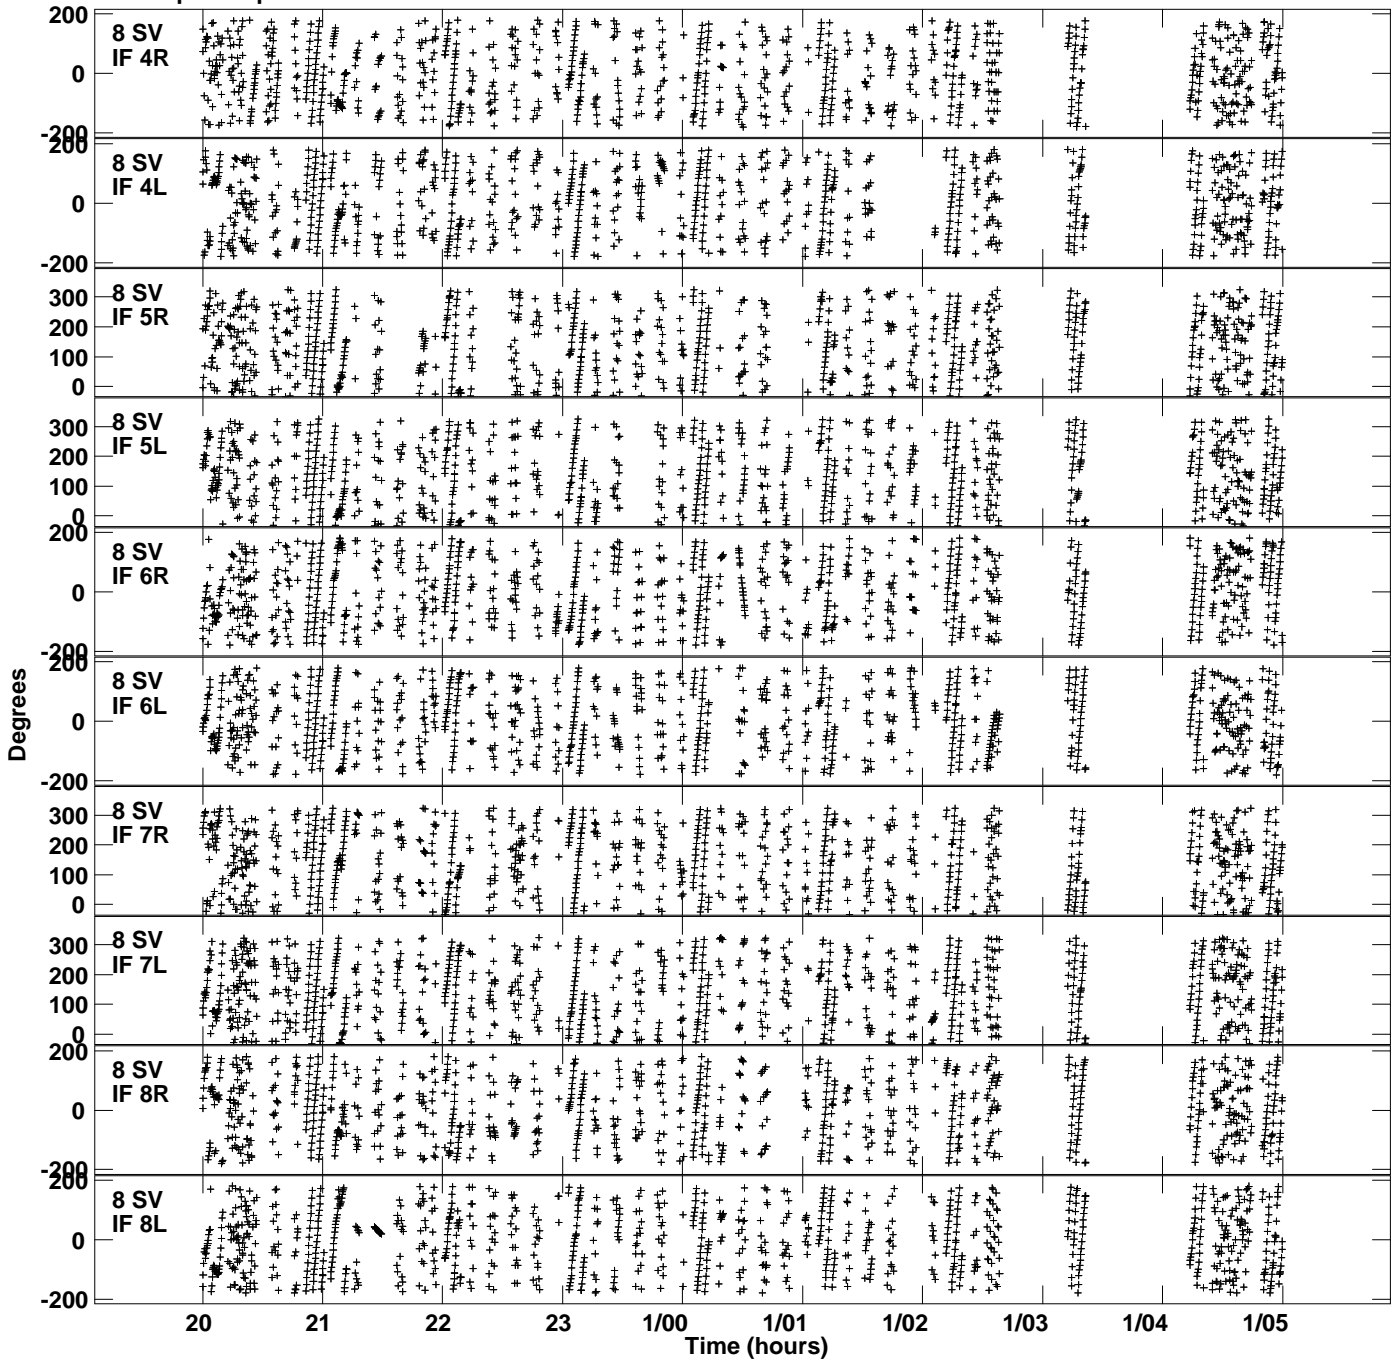 200
8 SV
IF 4R
0
-200
200
8 SV
IF 4L
0
-200
8 SV
IF 5R
300
200
100
0
8 SV
IF 5L
300
200
100
0
200
8 SV
IF 6R
0
-200
200
8 SV
IF 6L
0
-200
8 SV
IF 7R
300
200
100
0
8 SV
IF 7L
300
200
100
0
200
8 SV
IF 8R
0
-200
200
8 SV
IF 8L
0
-200
Degrees
20 21 22 23 1/00 1/01 1/02 1/03 1/04 1/05
Time (hours)